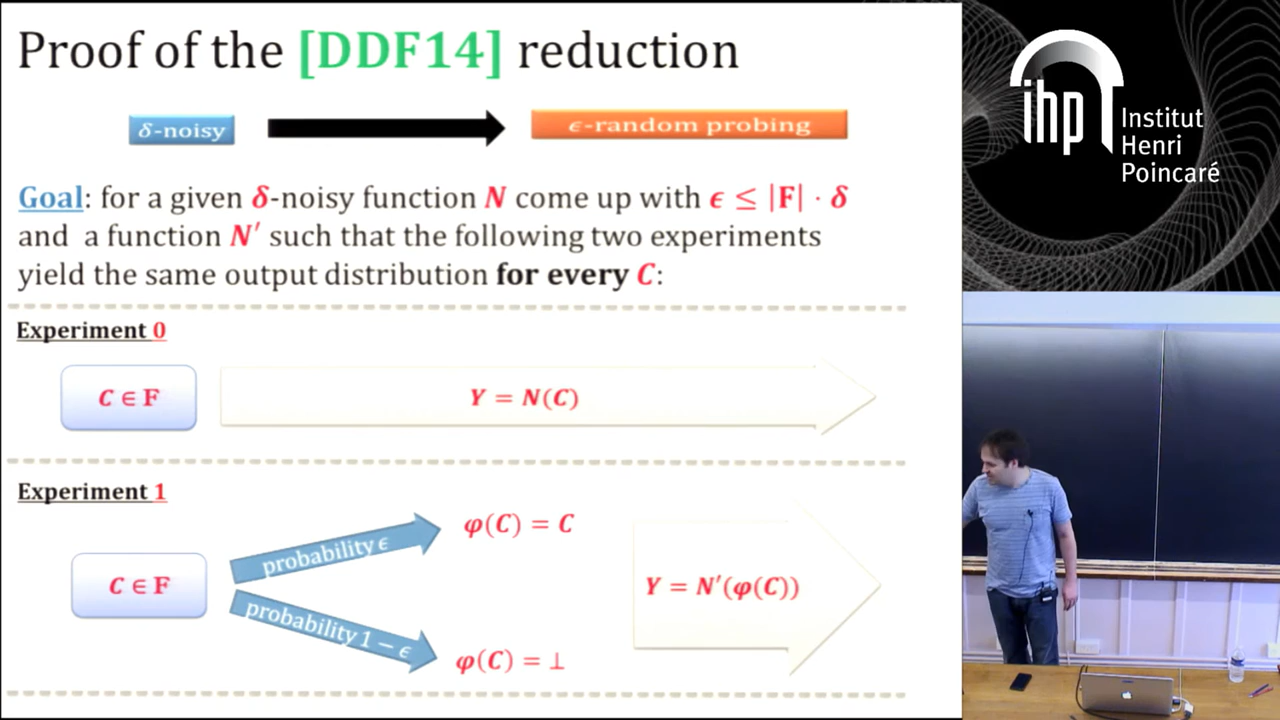 Proof of the [DDF14] reduction
δ-noisy
ϵ-random probing
Goal: for a given δ-noisy function N come up with ϵ ≤ |F| · δ
and a function N′ such that the following two experiments
yield the same output distribution for every C:
Experiment 0
C ∈ F
Y = N(C)
Experiment 1
C ∈ F
probability ϵ
φ(C) = C
probability 1 − ϵ
φ(C) = ⊥
Y = N′(φ(C))
ihp
Institut
Henri
Poincaré